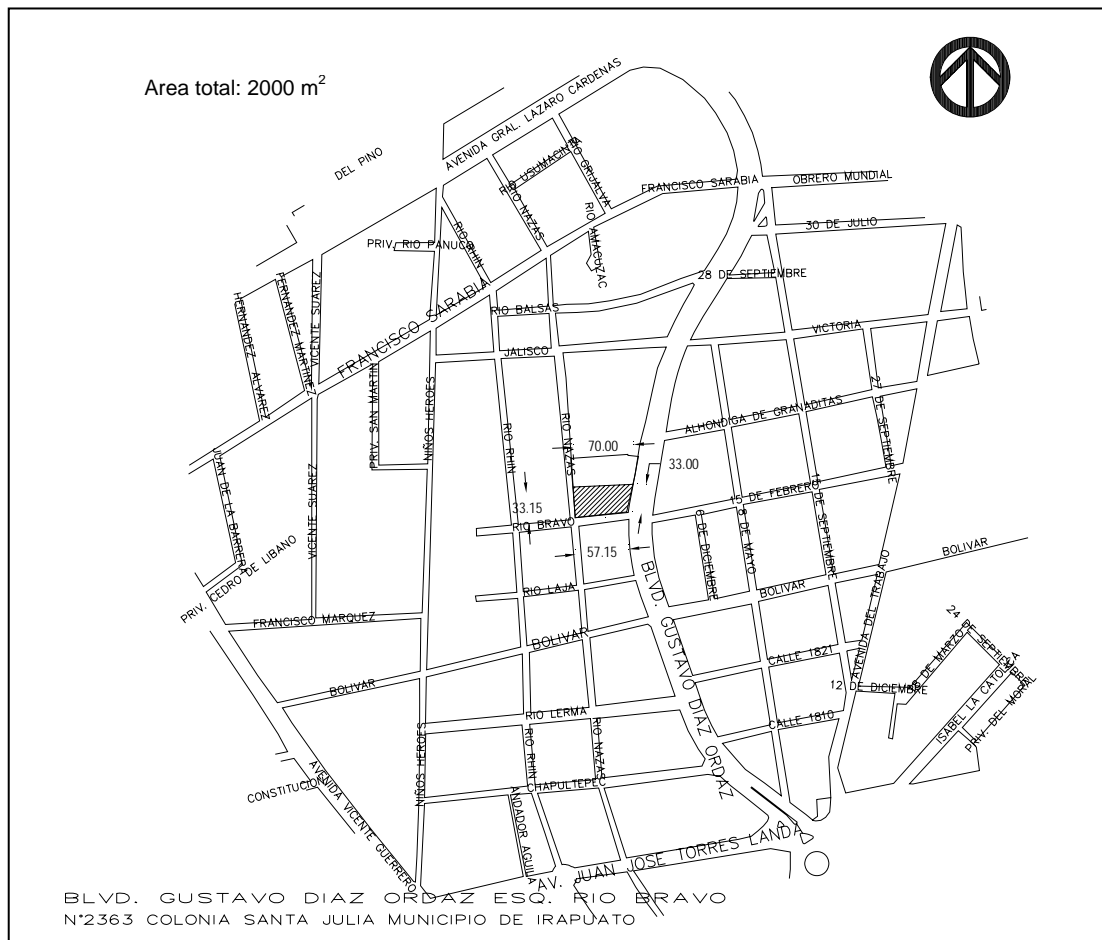 Area total: 2000 m²
AVENIDA GRAL. LAZARO CARDENAS
DEL PINO
RIO USUMACINTA
RIO GRIJALVA
RIO NAZAS
FRANCISCO SARABIA
OBRERO MUNDIAL
RIO AMACUZAC
30 DE JULIO
PRIV. RIO PANUCO
RIO RHIN
28 DE SEPTIEMBRE
HERNANDEZ ALVAREZ
FERNANDEZ MARTINEZ
VICENTE SUAREZ
FRANCISCO SARABIA
RIO BALSAS
VICTORIA
JALISCO
PRIV. SAN MARTIN
NIÑOS HEROES
27 DE SEPTIEMBRE
ALHONDIGA DE GRANADITAS
RIO RHIN
RIO NAZAS
70.00
33.00
JUAN DE LA BARRERA
VICENTE SUAREZ
33.15
15 DE FEBRERO
15 DE SEPTIEMBRE
RIO BRAVO
6 DE DICIEMBRE
8 DE MAYO
57.15
BOLIVAR
PRIV. CEDRO DE LIBANO
RIO LAJA
BOLIVAR
AVENIDA DEL TRABAJO
FRANCISCO MARQUEZ
BOLIVAR
BLVD. GUSTAVO DIAZ ORDAZ
24 DE SEPTIEMBRE
DE MARZO
CALLE 1821
12 DE DICIEMBRE
ISABEL LA CATOLICA
PRIV. DEL MORAL
BOLIVAR
RIO LERMA
CALLE 1810
NIÑOS HEROES
RIO RHIN
RIO NAZAS
CONSTITUCION
AVENIDA VICENTE GUERRERO
CHAPULTEPEC
ANDADOR AGUILA
AV. JUAN JOSE TORRES LANDA
BLVD. GUSTAVO DIAZ ORDAZ ESQ. RIO BRAVO
N°2363 COLONIA SANTA JULIA MUNICIPIO DE IRAPUATO